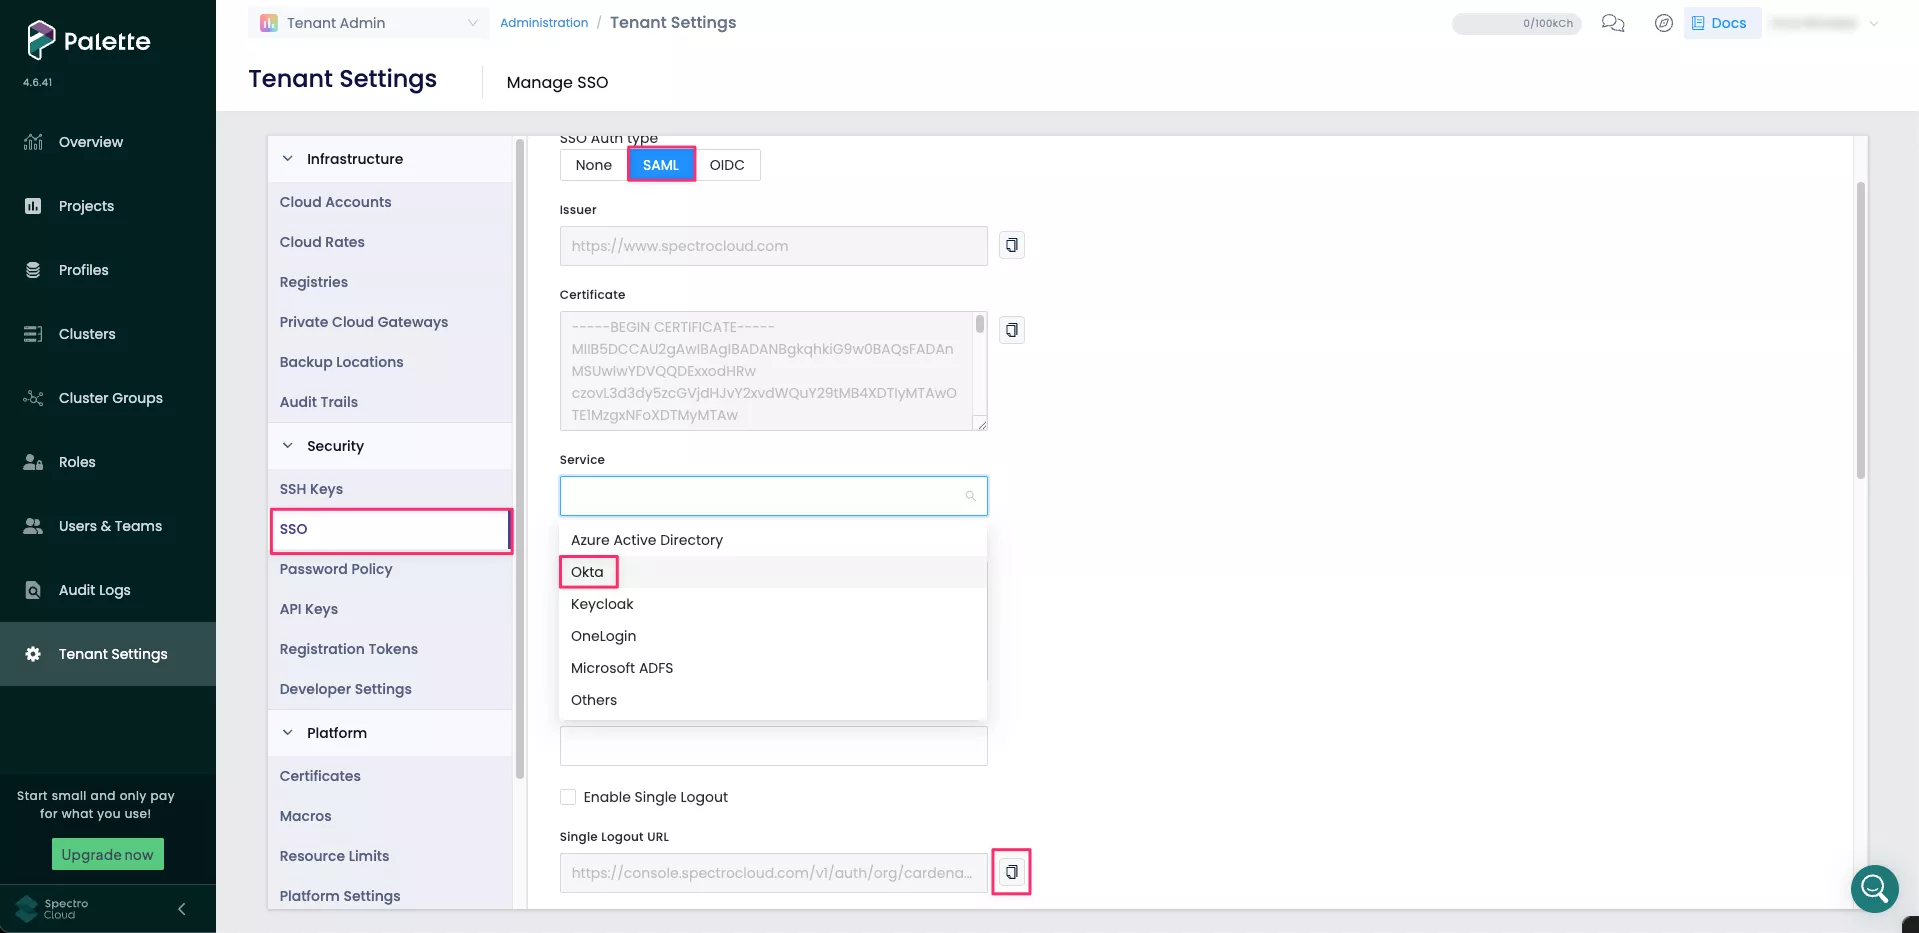 Palette
4.6.41
Overview
Projects
Profiles
Clusters
Cluster Groups
Roles
Users & Teams
Audit Logs
Tenant Settings
Start small and only pay
for what you use!
Upgrade now
Spectro
Cloud
Tenant Admin
Administration / Tenant Settings
0/100kCh
Docs
Tenant Settings
Manage SSO
Infrastructure
Cloud Accounts
Cloud Rates
Registries
Private Cloud Gateways
Backup Locations
Audit Trails
Security
SSH Keys
SSO
Password Policy
API Keys
Registration Tokens
Developer Settings
Platform
Certificates
Macros
Resource Limits
Platform Settings
SSO Auth type
None SAML OIDC
Issuer
https://www.spectrocloud.com
Certificate
-----BEGIN CERTIFICATE-----
MIIB5DCCAU2gAwIBAgIBADANBgkqhkiG9w0BAQsFADAn
MSUwIwYDVQQDExxodHRw
czovL3d3dy5zcGVjdHJvY2xvdWQuY29tMB4XDTIyMTAwO
TE1MzgxNFoXDTMyMTAw
Service
Azure Active Directory
Okta
Keycloak
OneLogin
Microsoft ADFS
Others
Enable Single Logout
Single Logout URL
https://console.spectrocloud.com/v1/auth/org/cardena...